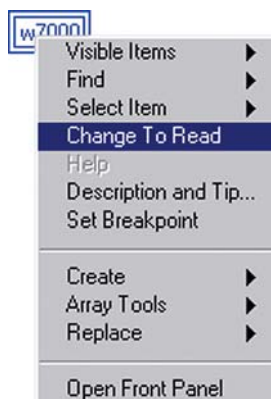 w7000
Visible Items
Find
Select Item
Change To Read
Help
Description and Tip...
Set Breakpoint
Create
Array Tools
Replace
Open Front Panel